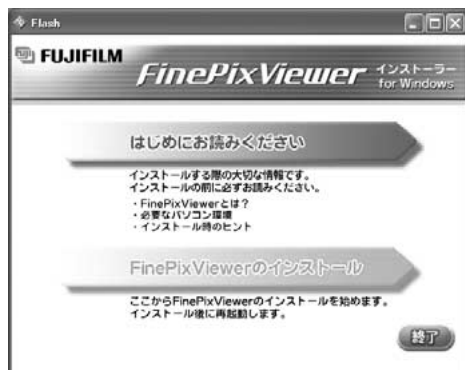 Flash
FUJIFILM
FinePixViewer インストーラー
for Windows
はじめにお読みください
インストールする際の大切な情報です。
インストールの前に必ずお読みください。
・FinePixViewerとは？
・必要なパソコン環境
・インストール時のヒント
FinePixViewerのインストール
ここからFinePixViewerのインストールを始めます。
インストール後に再起動します。
終了